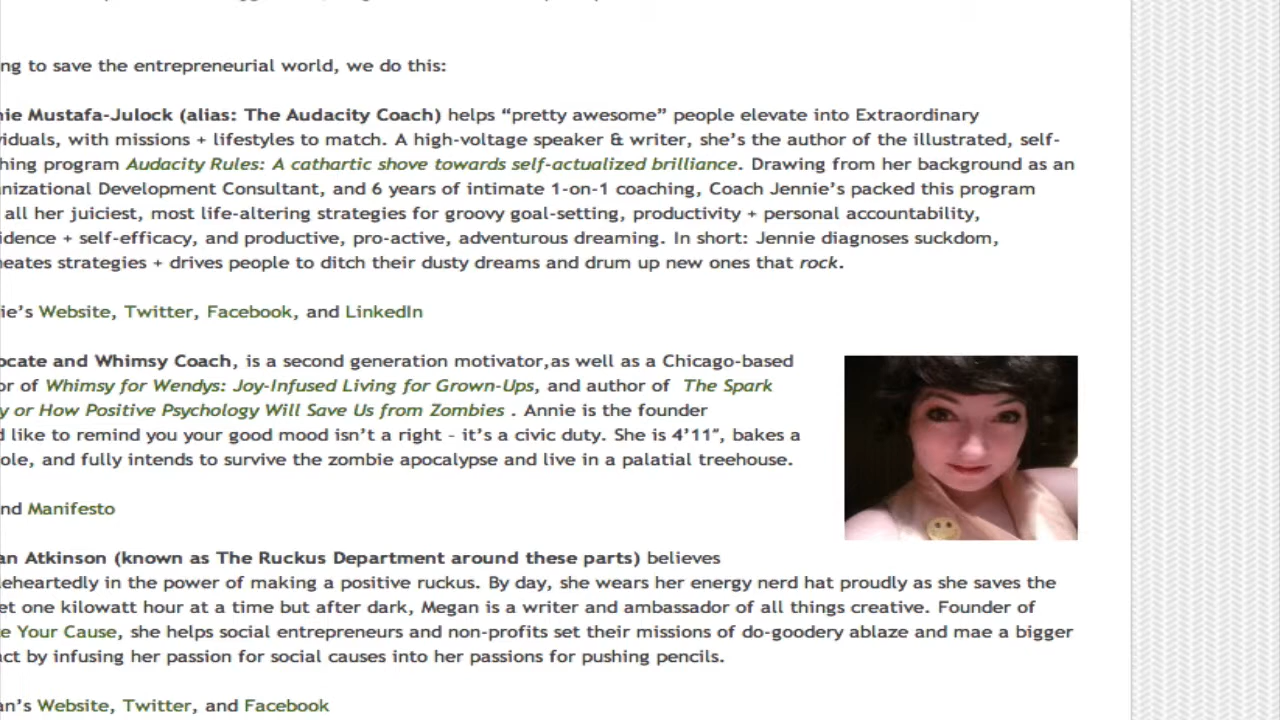 ng to save the entrepreneurial world, we do this:
nie Mustafa-Julock (alias: The Audacity Coach) helps “pretty awesome” people elevate into Extraordinary
viduals, with missions + lifestyles to match. A high-voltage speaker & writer, she’s the author of the illustrated, self-
hing program Audacity Rules: A cathartic shove towards self-actualized brilliance. Drawing from her background as an
nizational Development Consultant, and 6 years of intimate 1-on-1 coaching, Coach Jennie’s packed this program
all her juiciest, most life-altering strategies for groovy goal-setting, productivity + personal accountability,
idence + self-efficacy, and productive, pro-active, adventurous dreaming. In short: Jennie diagnoses suckdom,
neates strategies + drives people to ditch their dusty dreams and drum up new ones that rock.
ie’s Website, Twitter, Facebook, and LinkedIn
ocate and Whimsy Coach, is a second generation motivator,as well as a Chicago-based
or of Whimsy for Wendys: Joy-Infused Living for Grown-Ups, and author of The Spark
y or How Positive Psychology Will Save Us from Zombies . Annie is the founder
d like to remind you your good mood isn’t a right – it’s a civic duty. She is 4’11″, bakes a
ole, and fully intends to survive the zombie apocalypse and live in a palatial treehouse.
nd Manifesto
an Atkinson (known as The Ruckus Department around these parts) believes
leheartedly in the power of making a positive ruckus. By day, she wears her energy nerd hat proudly as she saves the
et one kilowatt hour at a time but after dark, Megan is a writer and ambassador of all things creative. Founder of
e Your Cause, she helps social entrepreneurs and non-profits set their missions of do-goodery ablaze and mae a bigger
act by infusing her passion for social causes into her passions for pushing pencils.
an’s Website, Twitter, and Facebook